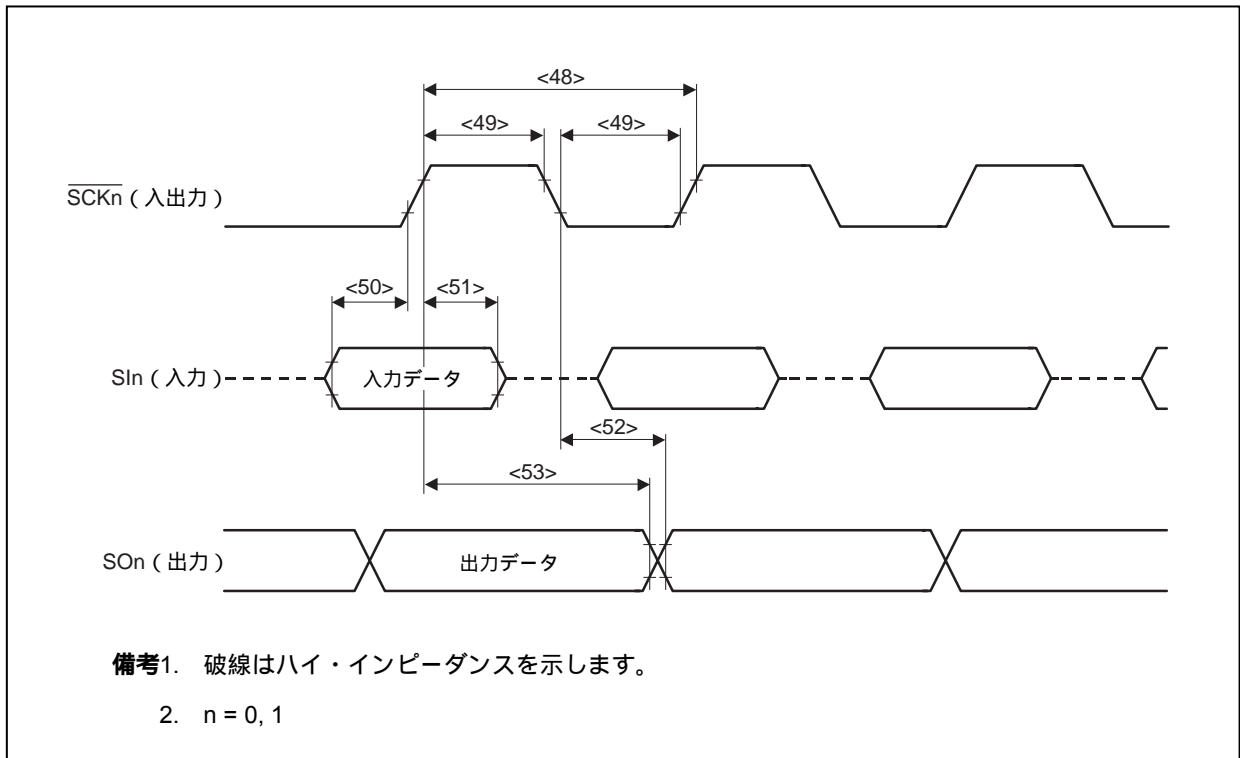 <48>
<49> <49>
S̅C̅K̅n̅（入出力）
<50> <51>
SIn（入力）
入力データ
<52>
<53>
SOn（出力）
出力データ
備考1. 破線はハイ・インピーダンスを示します。
2. n = 0, 1